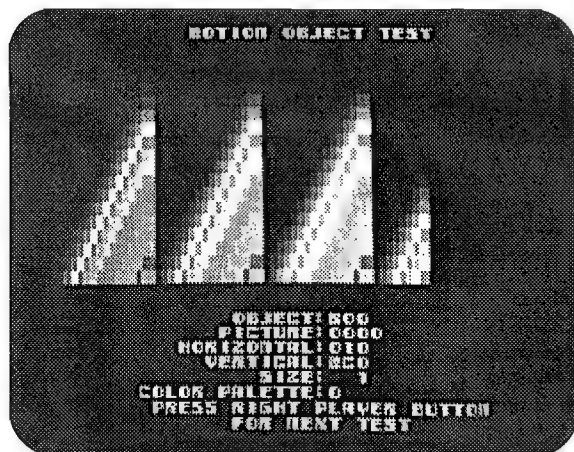 MOTION OBJECT TEST
OBJECT:
PICTURE:0000
HORIZONTAL:010
VERTICAL:
SIZE: 1
COLOR PALETTE:0
PRESS RIGHT PLAYER BUTTON
FOR NEXT TEST